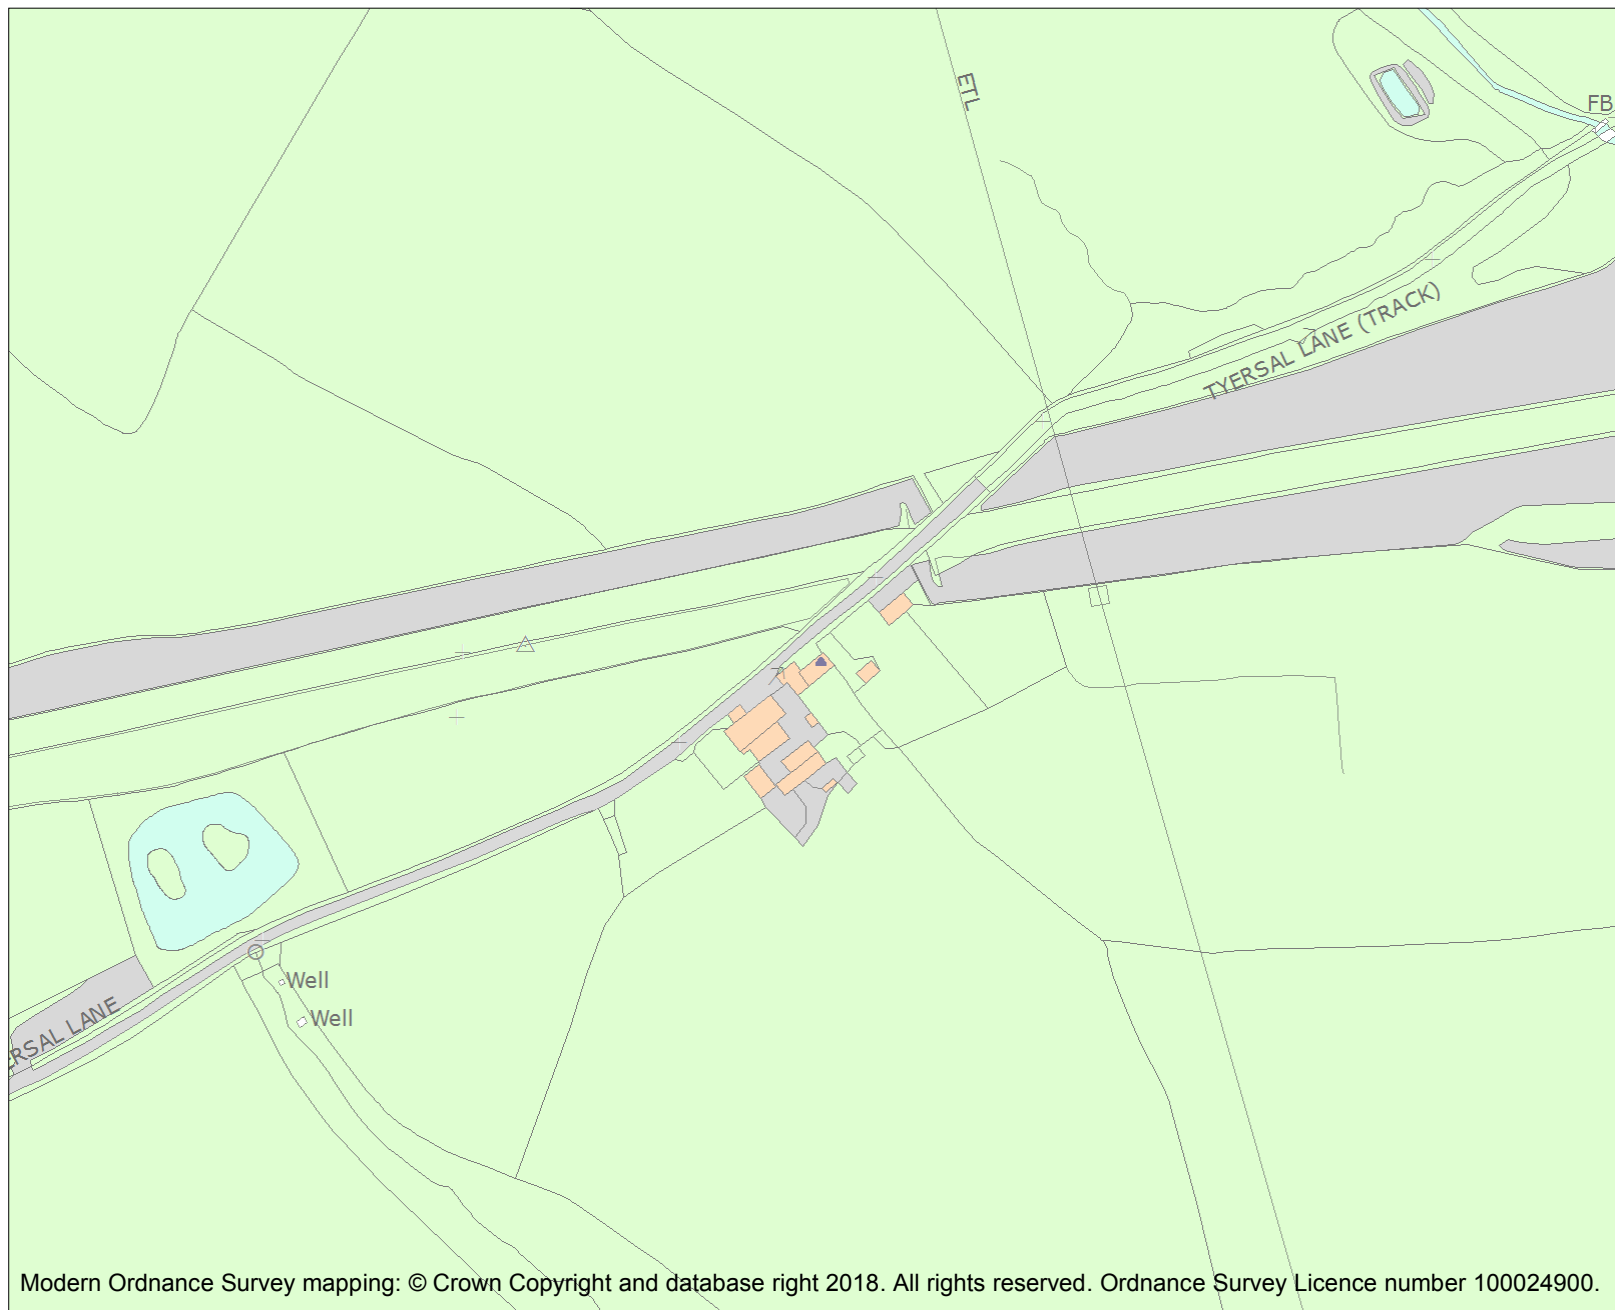 ETL
FB
TYERSAL LANE (TRACK)
Well
Well
ERSAL LANE
Modern Ordnance Survey mapping: © Crown Copyright and database right 2018. All rights reserved. Ordnance Survey Licence number 100024900.